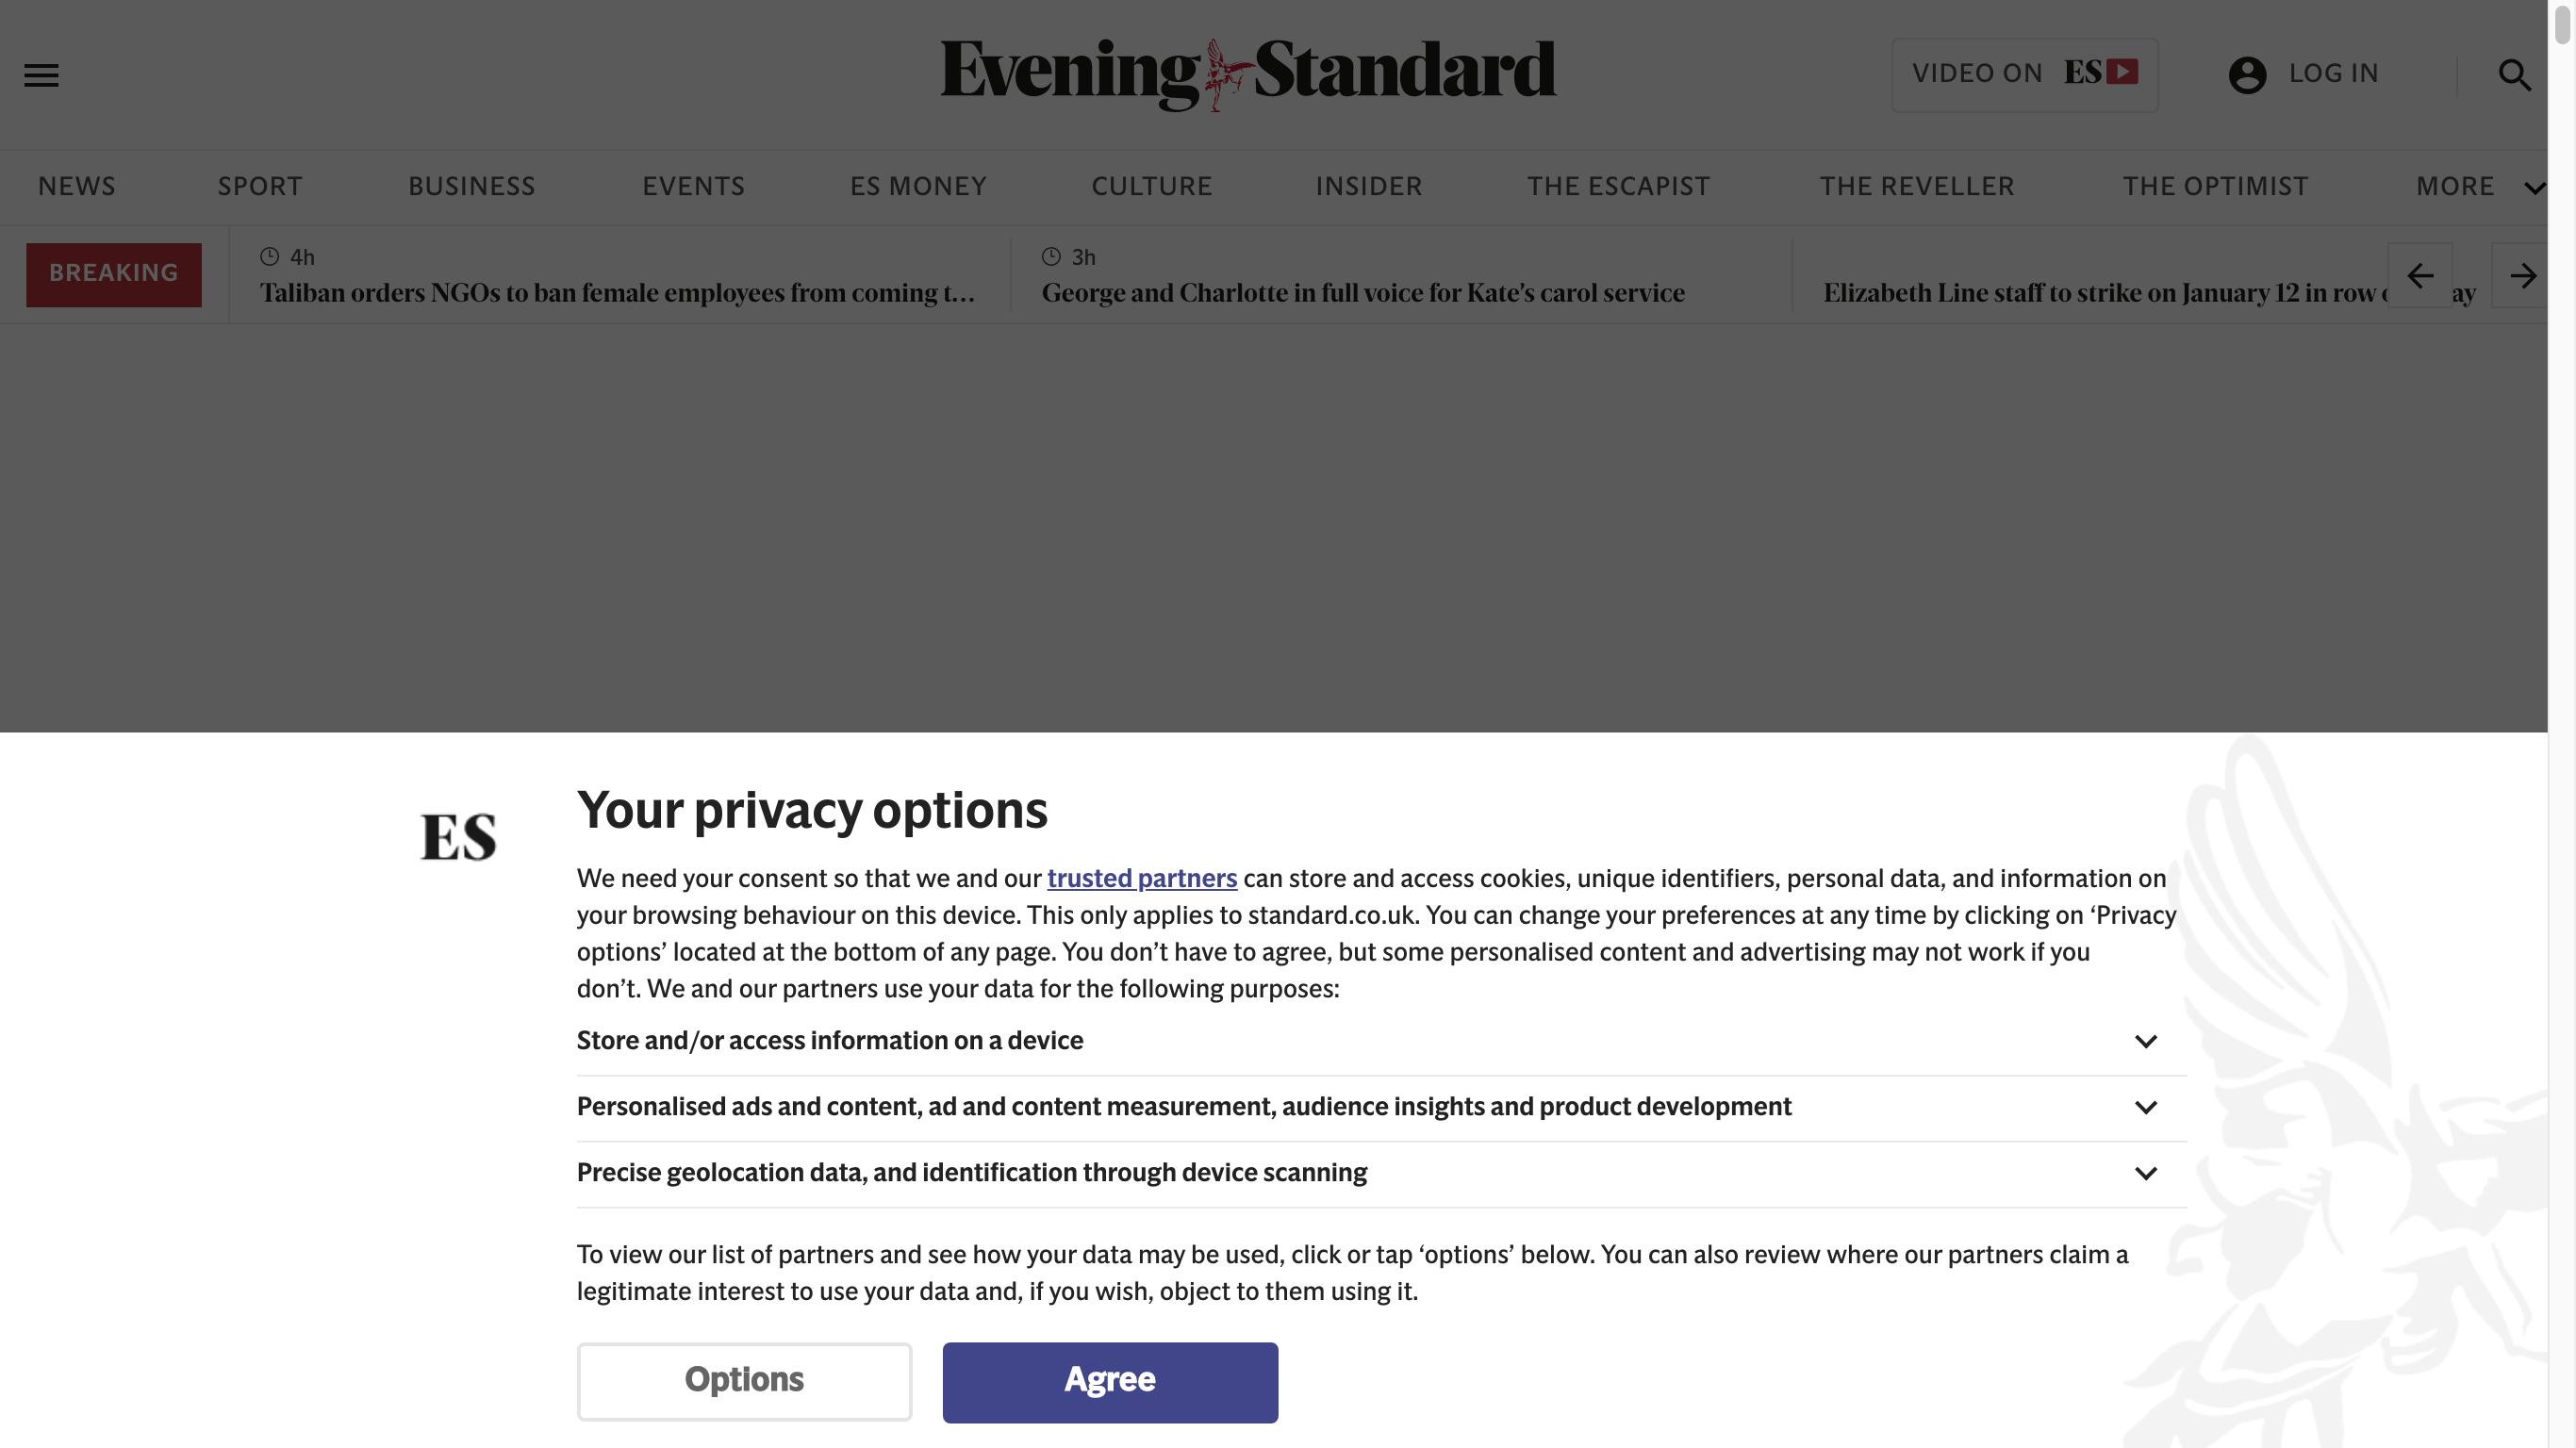 Evening Standard
VIDEO ON ES
LOG IN
NEWS SPORT BUSINESS EVENTS ES MONEY CULTURE INSIDER THE ESCAPIST THE REVELLER THE OPTIMIST MORE
BREAKING
4h
Taliban orders NGOs to ban female employees from coming t...
3h
George and Charlotte in full voice for Kate’s carol service
Elizabeth Line staff to strike on January 12 in row
ES
Your privacy options
We need your consent so that we and our trusted partners can store and access cookies, unique identifiers, personal data, and information on
your browsing behaviour on this device. This only applies to standard.co.uk. You can change your preferences at any time by clicking on ‘Privacy
options’ located at the bottom of any page. You don’t have to agree, but some personalised content and advertising may not work if you
don’t. We and our partners use your data for the following purposes:
Store and/or access information on a device
Personalised ads and content, ad and content measurement, audience insights and product development
Precise geolocation data, and identification through device scanning
To view our list of partners and see how your data may be used, click or tap ‘options’ below. You can also review where our partners claim a
legitimate interest to use your data and, if you wish, object to them using it.
Options
Agree